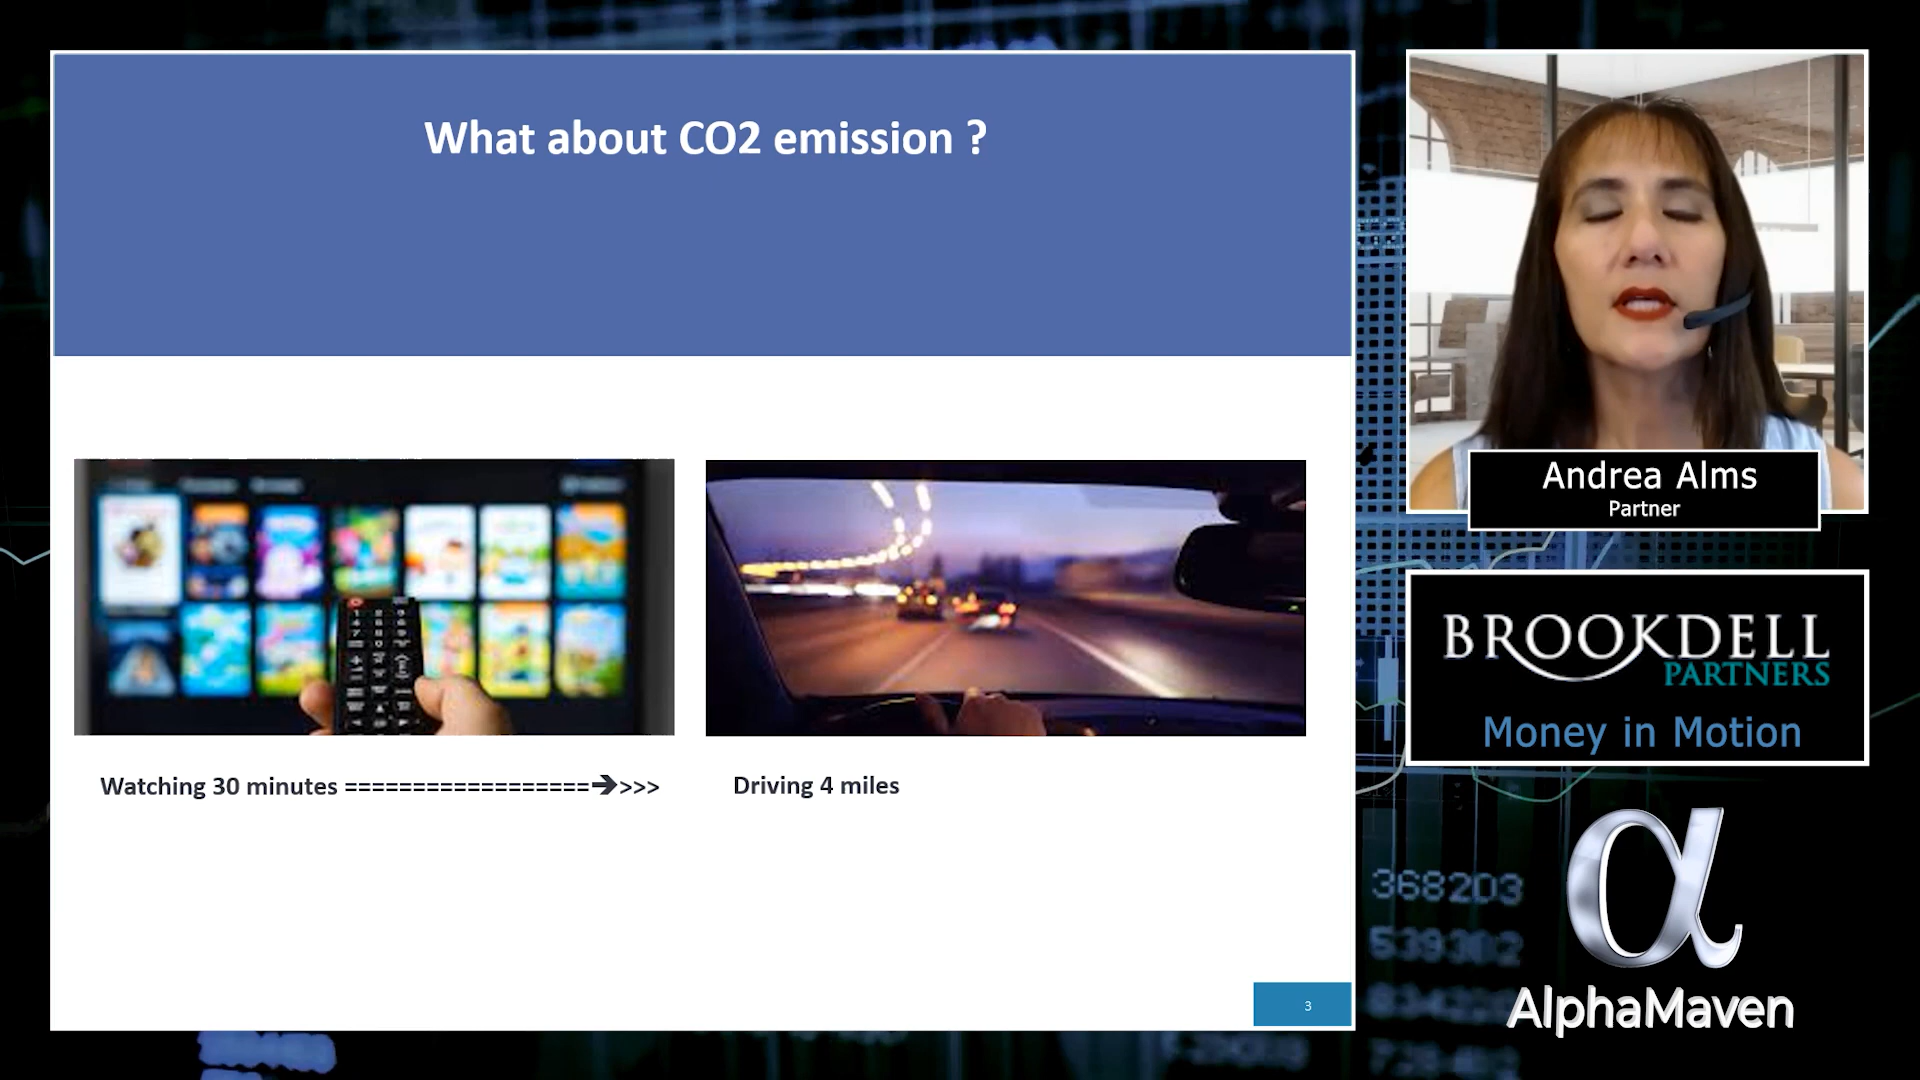 What about CO2 emission ?
Watching 30 minutes ==================➔>>>
Driving 4 miles
3
Andrea Alms
Partner
BROOKDELL
PARTNERS
Money in Motion
α
AlphaMaven
368203